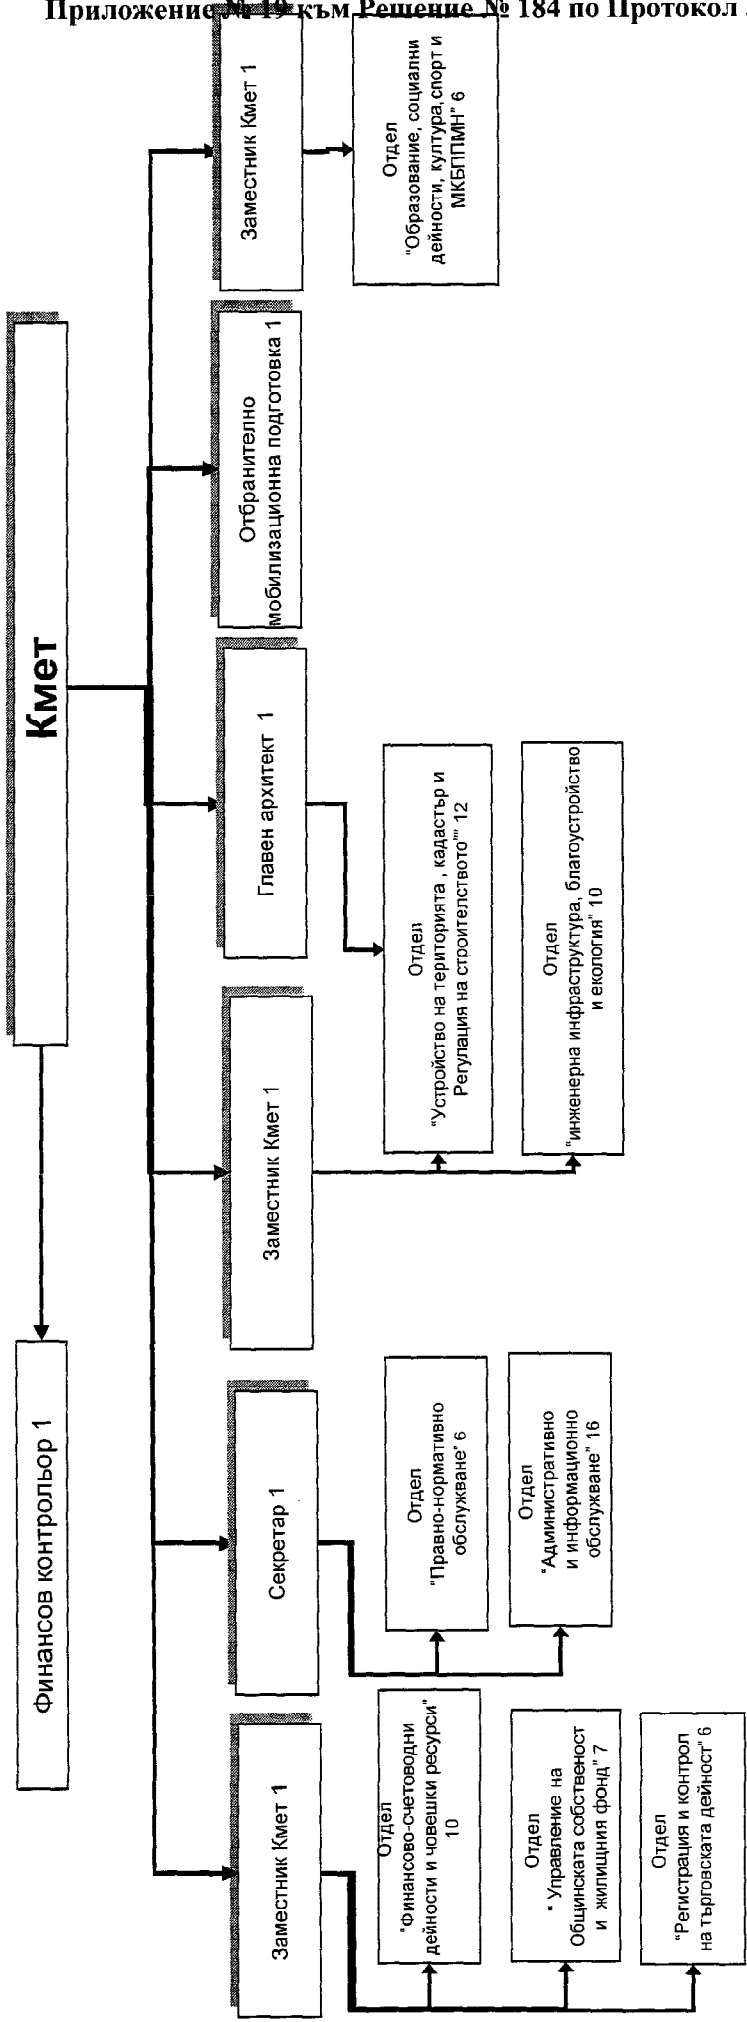 Приложение № 19 към Решение № 184 по Протокол
Кмет
Финансов контрольор 1
Заместник Кмет 1
Секретар 1
Заместник Кмет 1
Главен архитект 1
Отбранително
мобилизационна подготовка 1
Заместник Кмет 1
Отдел
“Финансово-счетоводни
дейности и човешки ресурси”
10
Отдел
“ Управление на
Общинската собственост
и жилищния фонд” 7
Отдел
“Регистрация и контрол
на търговската дейност” 6
Отдел
“Правно-нормативно
обслужване” 6
Отдел
“Административно
и информационно
обслужване” 16
Отдел
“Устройство на територията , кадастър и
Регулация на строителството”” 12
Отдел
“инженерна инфраструктура, благоустройство
и екология” 10
Отдел
“Образование, социални
дейности, култура,спорт и
МКБППМН” 6